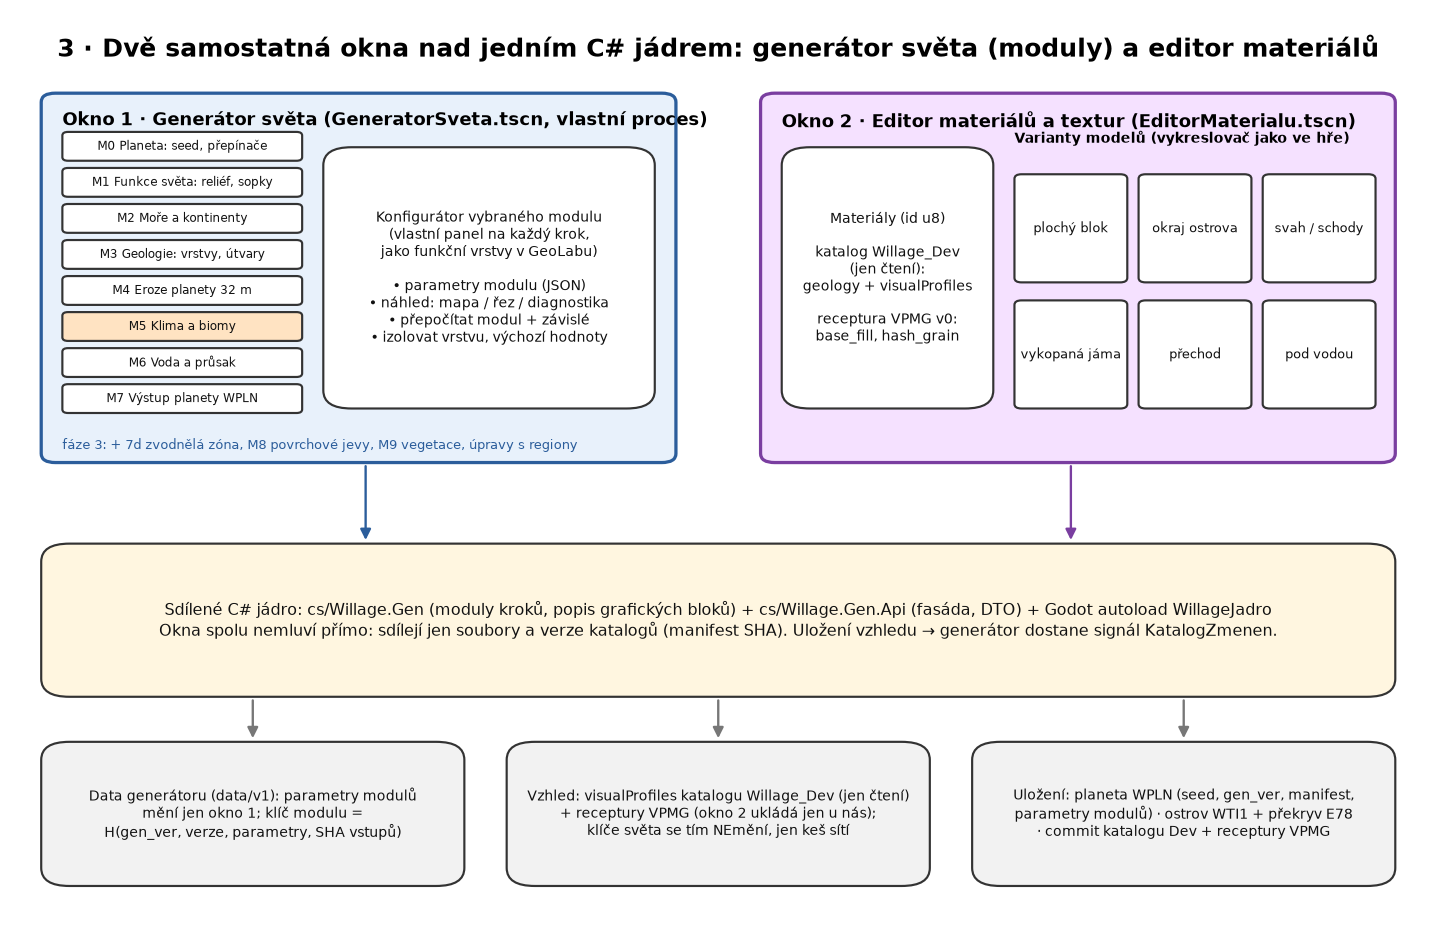 3 · Dvě samostatná okna nad jedním C# jádrem: generátor světa (moduly) a editor materiálů
Okno 1 · Generátor světa (GeneratorSveta.tscn, vlastní proces)
M0 Planeta: seed, přepínače
M1 Funkce světa: reliéf, sopky
M2 Moře a kontinenty
M3 Geologie: vrstvy, útvary
M4 Eroze planety 32 m
M5 Klima a biomy
M6 Voda a průsak
M7 Výstup planety WPLN
Konfigurátor vybraného modulu
(vlastní panel na každý krok,
jako funkční vrstvy v GeoLabu)
• parametry modulu (JSON)
• náhled: mapa / řez / diagnostika
• přepočítat modul + závislé
• izolovat vrstvu, výchozí hodnoty
fáze 3: + 7d zvodnělá zóna, M8 povrchové jevy, M9 vegetace, úpravy s regiony
Okno 2 · Editor materiálů a textur (EditorMaterialu.tscn)
Varianty modelů (vykreslovač jako ve hře)
Materiály (id u8)
katalog Willage_Dev
(jen čtení):
geology + visualProfiles
receptura VPMG v0:
base_fill, hash_grain
plochý blok
okraj ostrova
svah / schody
vykopaná jáma
přechod
pod vodou
Sdílené C# jádro: cs/Willage.Gen (moduly kroků, popis grafických bloků) + cs/Willage.Gen.Api (fasáda, DTO) + Godot autoload WillageJadro
Okna spolu nemluví přímo: sdílejí jen soubory a verze katalogů (manifest SHA). Uložení vzhledu → generátor dostane signál KatalogZmenen.
Data generátoru (data/v1): parametry modulů
mění jen okno 1; klíč modulu =
H(gen_ver, verze, parametry, SHA vstupů)
Vzhled: visualProfiles katalogu Willage_Dev (jen čtení)
+ receptury VPMG (okno 2 ukládá jen u nás);
klíče světa se tím NEmění, jen keš sítí
Uložení: planeta WPLN (seed, gen_ver, manifest,
parametry modulů) · ostrov WTI1 + překryv E78
· commit katalogu Dev + receptury VPMG